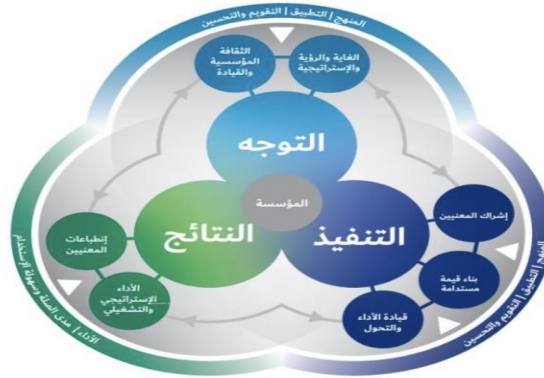 المنهج | التطبيق | التقويم والتحسين
الثقافة
المؤسسية
والقيادة
الغاية والرؤية
والإستراتيجية
التوجه
المؤسسة
النتائج
التنفيذ
إنطباعات
المعنيين
الأداء
الإستراتيجي
والتشغيلي
إشراك المعنيين
بناء قيمة
مستدامة
قيادة الأداء
والتحول
الأداء | مدى الصلة وسهولة الإستخدام
المنهج | التطبيق | التقويم والتحسين